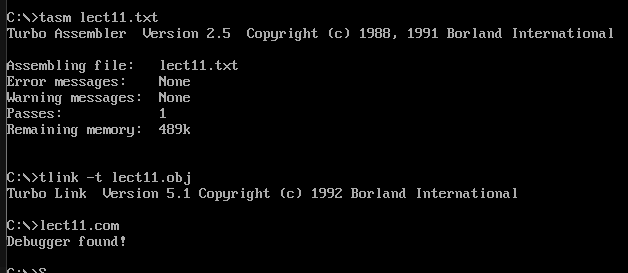 C:\>tasm lect11.txt
Turbo Assembler  Version 2.5  Copyright (c) 1988, 1991 Borland International
Assembling file:   lect11.txt
Error messages:    None
Warning messages:  None
Passes:            1
Remaining memory:  489k
C:\>tlink -t lect11.obj
Turbo Link  Version 5.1 Copyright (c) 1992 Borland International
C:\>lect11.com
Debugger found!